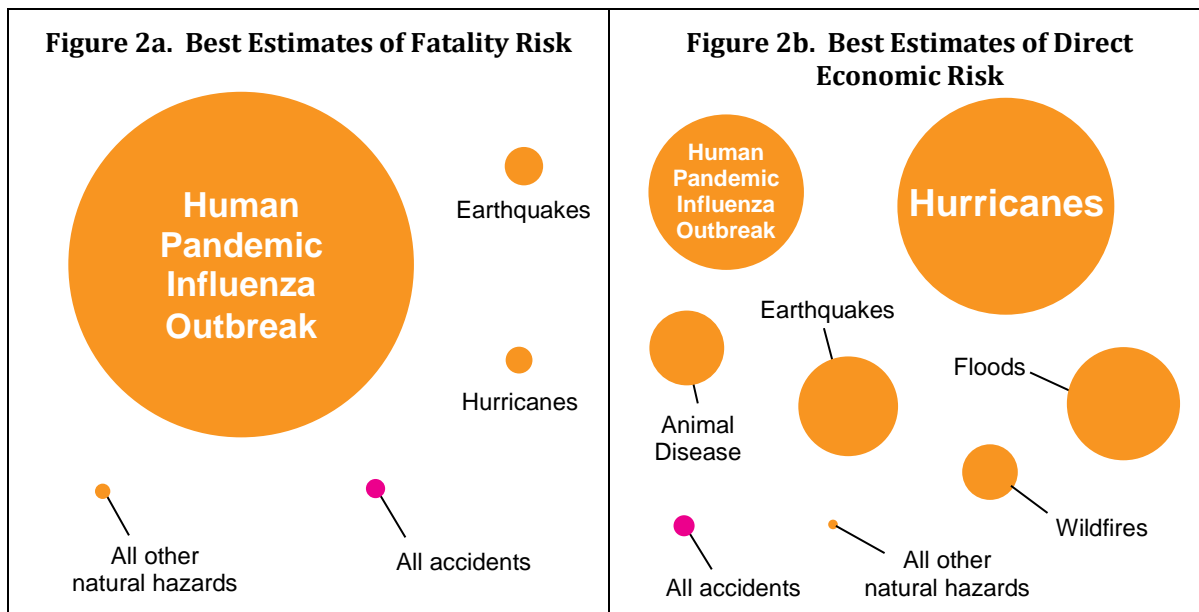 Figure 2a.  Best Estimates of Fatality Risk
Human
Pandemic
Influenza
Outbreak
Earthquakes
Hurricanes
All other
natural hazards
All accidents
Figure 2b.  Best Estimates of Direct
Economic Risk
Human
Pandemic
Influenza
Outbreak
Hurricanes
Earthquakes
Floods
Animal
Disease
Wildfires
All accidents
All other
natural hazards